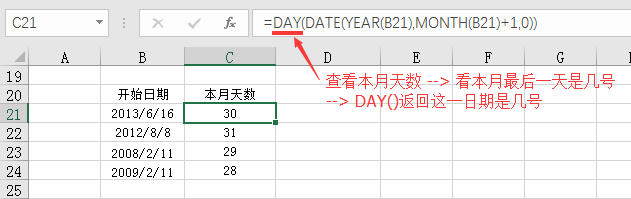 C21 fx =DAY(DATE(YEAR(B21),MONTH(B21)+1,0))
A B C D E F G H
19
20 开始日期 本月天数
21 2013/6/16 30
22 2012/8/8 31
23 2008/2/11 29
24 2009/2/11 28
25
查看本月天数 --> 看本月最后一天是几号
--> DAY()返回这一日期是几号